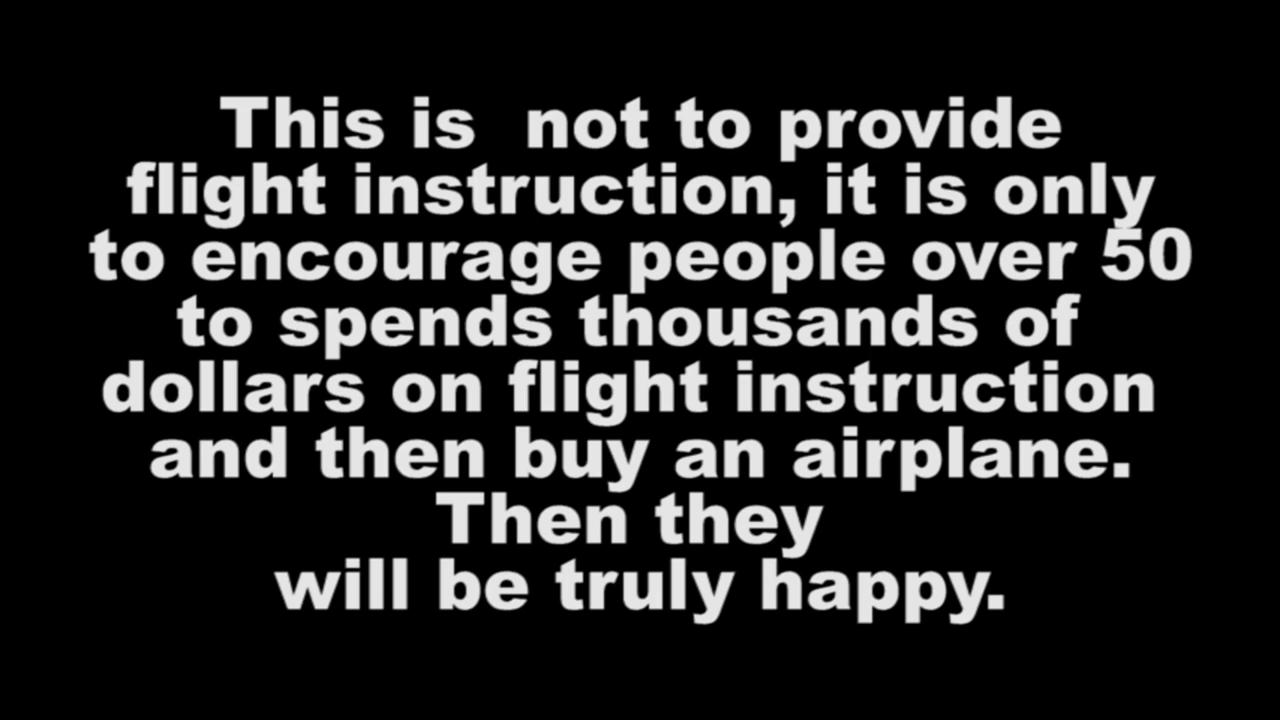 This is  not to provide
flight instruction, it is only
to encourage people over 50
to spends thousands of
dollars on flight instruction
and then buy an airplane.
Then they
will be truly happy.